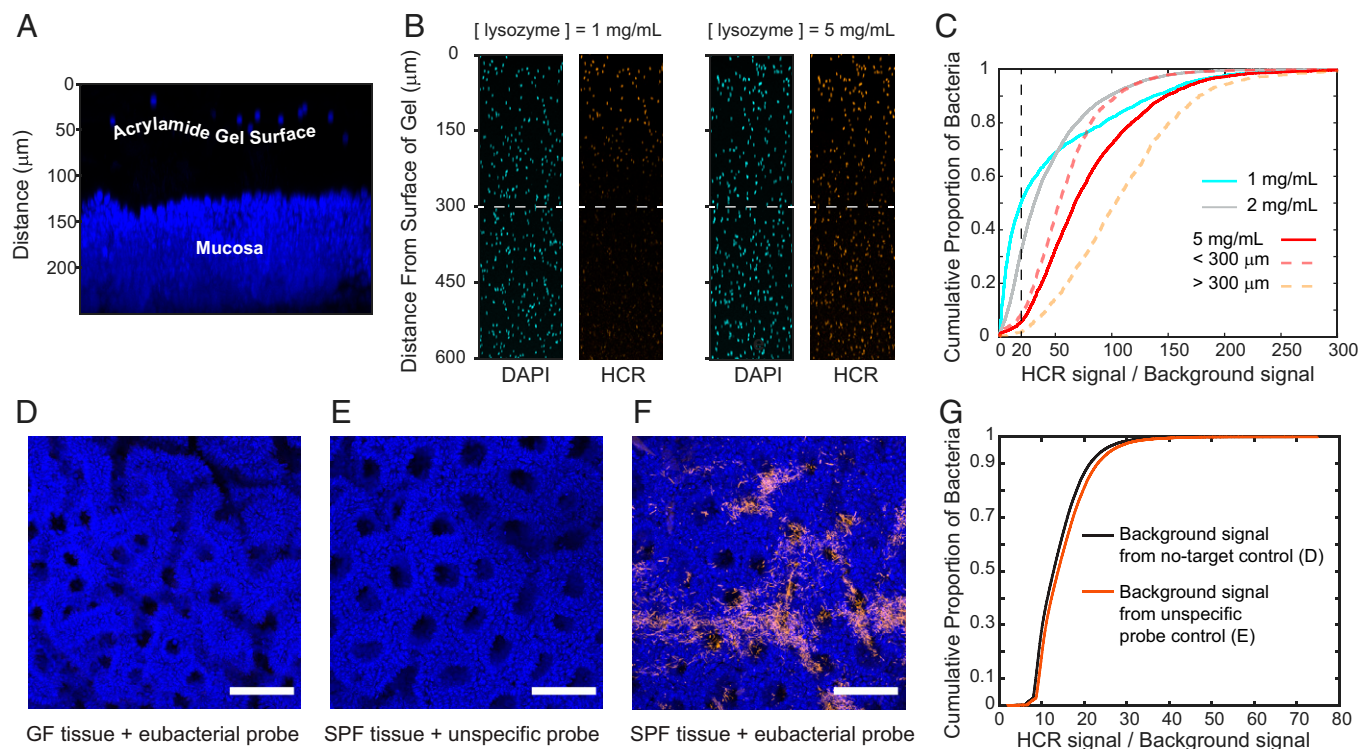 A
0
50
100
150
200
Distance (μm)
Acrylamide Gel Surface
Mucosa
B
[ lysozyme ] = 1 mg/mL
[ lysozyme ] = 5 mg/mL
Distance From Surface of Gel (μm)
0
150
300
450
600
DAPI
HCR
DAPI
HCR
C
Cumulative Proportion of Bacteria
1
0.8
0.6
0.4
0.2
0
1 mg/mL
2 mg/mL
5 mg/mL
< 300 μm
> 300 μm
0 20 50 100 150 200 250 300
HCR signal / Background signal
D
GF tissue + eubacterial probe
E
SPF tissue + unspecific probe
F
SPF tissue + eubacterial probe
G
Cumulative Proportion of Bacteria
1
0.9
0.7
0.5
0.3
0.1
0
Background signal
from no-target control (D)
Background signal
from unspecific
probe control (E)
0 10 20 30 40 50 60 70 80
HCR signal / Background signal